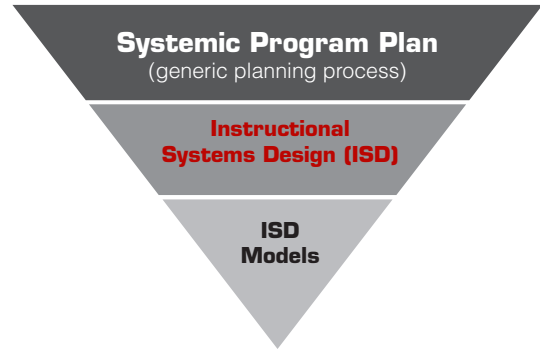 Systemic Program Plan
(generic planning process)
Instructional
Systems Design (ISD)
ISD
Models